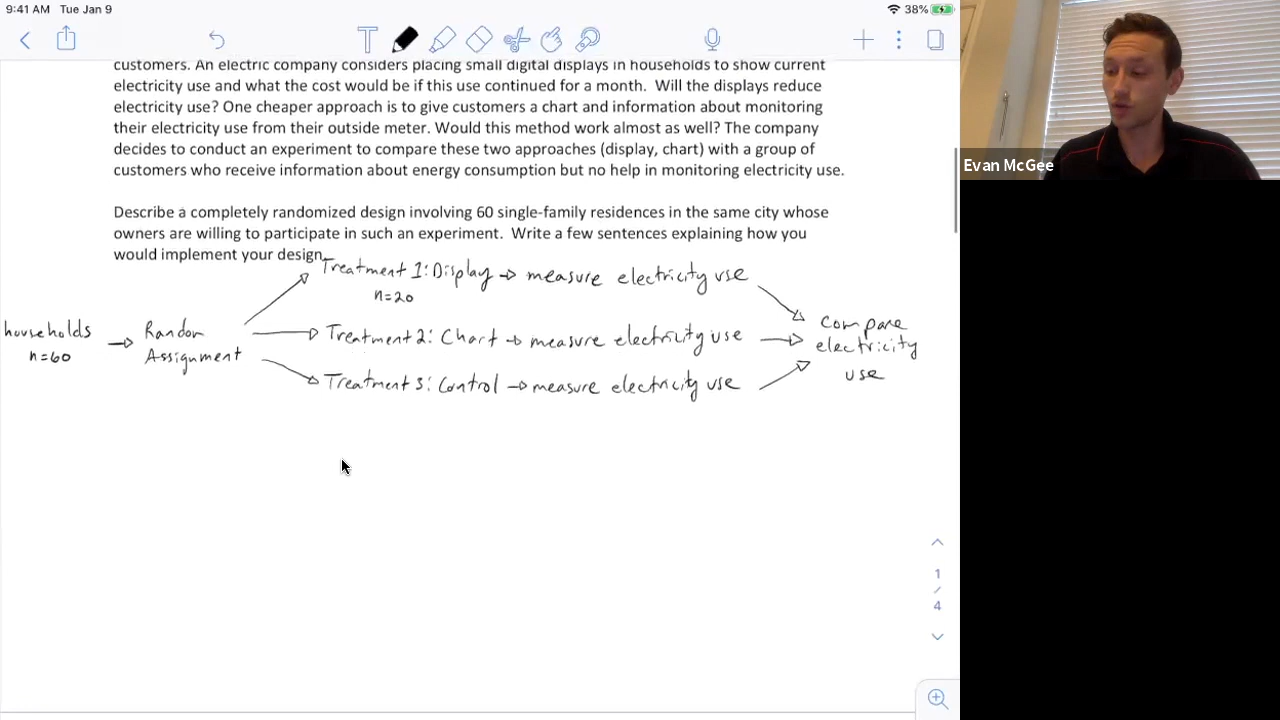 9:41 AM Tue Jan 9
38%
customers. An electric company considers placing small digital displays in households to show current
electricity use and what the cost would be if this use continued for a month. Will the displays reduce
electricity use? One cheaper approach is to give customers a chart and information about monitoring
their electricity use from their outside meter. Would this method work almost as well? The company
decides to conduct an experiment to compare these two approaches (display, chart) with a group of
customers who receive information about energy consumption but no help in monitoring electricity use.
Describe a completely randomized design involving 60 single-family residences in the same city whose
owners are willing to participate in such an experiment. Write a few sentences explaining how you
would implement your design.
Treatment 1: Display → measure electricity use
n=20
households
n=60
→ Random
Assignment
Treatment 2: Chart → measure electricity use
Treatment 3: Control → measure electricity use
compare
electricity
use
Evan McGee
1
/
4